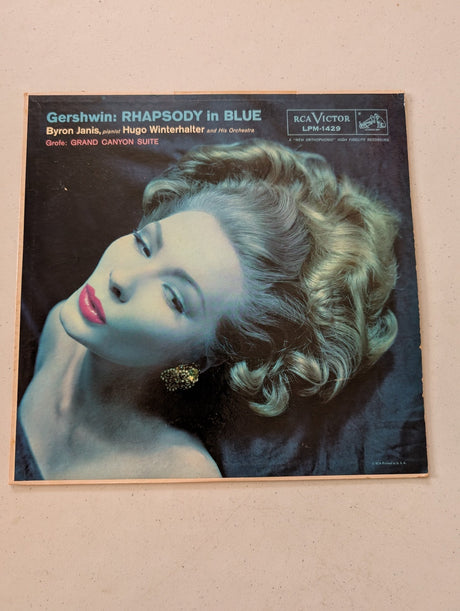 Gershwin: RHAPSODY in BLUE
Byron Janis, pianist Hugo Winterhalter and His Orchestra
Grofe: GRAND CANYON SUITE
RCA VICTOR
LPM-1429
A "NEW ORTHOPHONIC" HIGH FIDELITY RECORDING